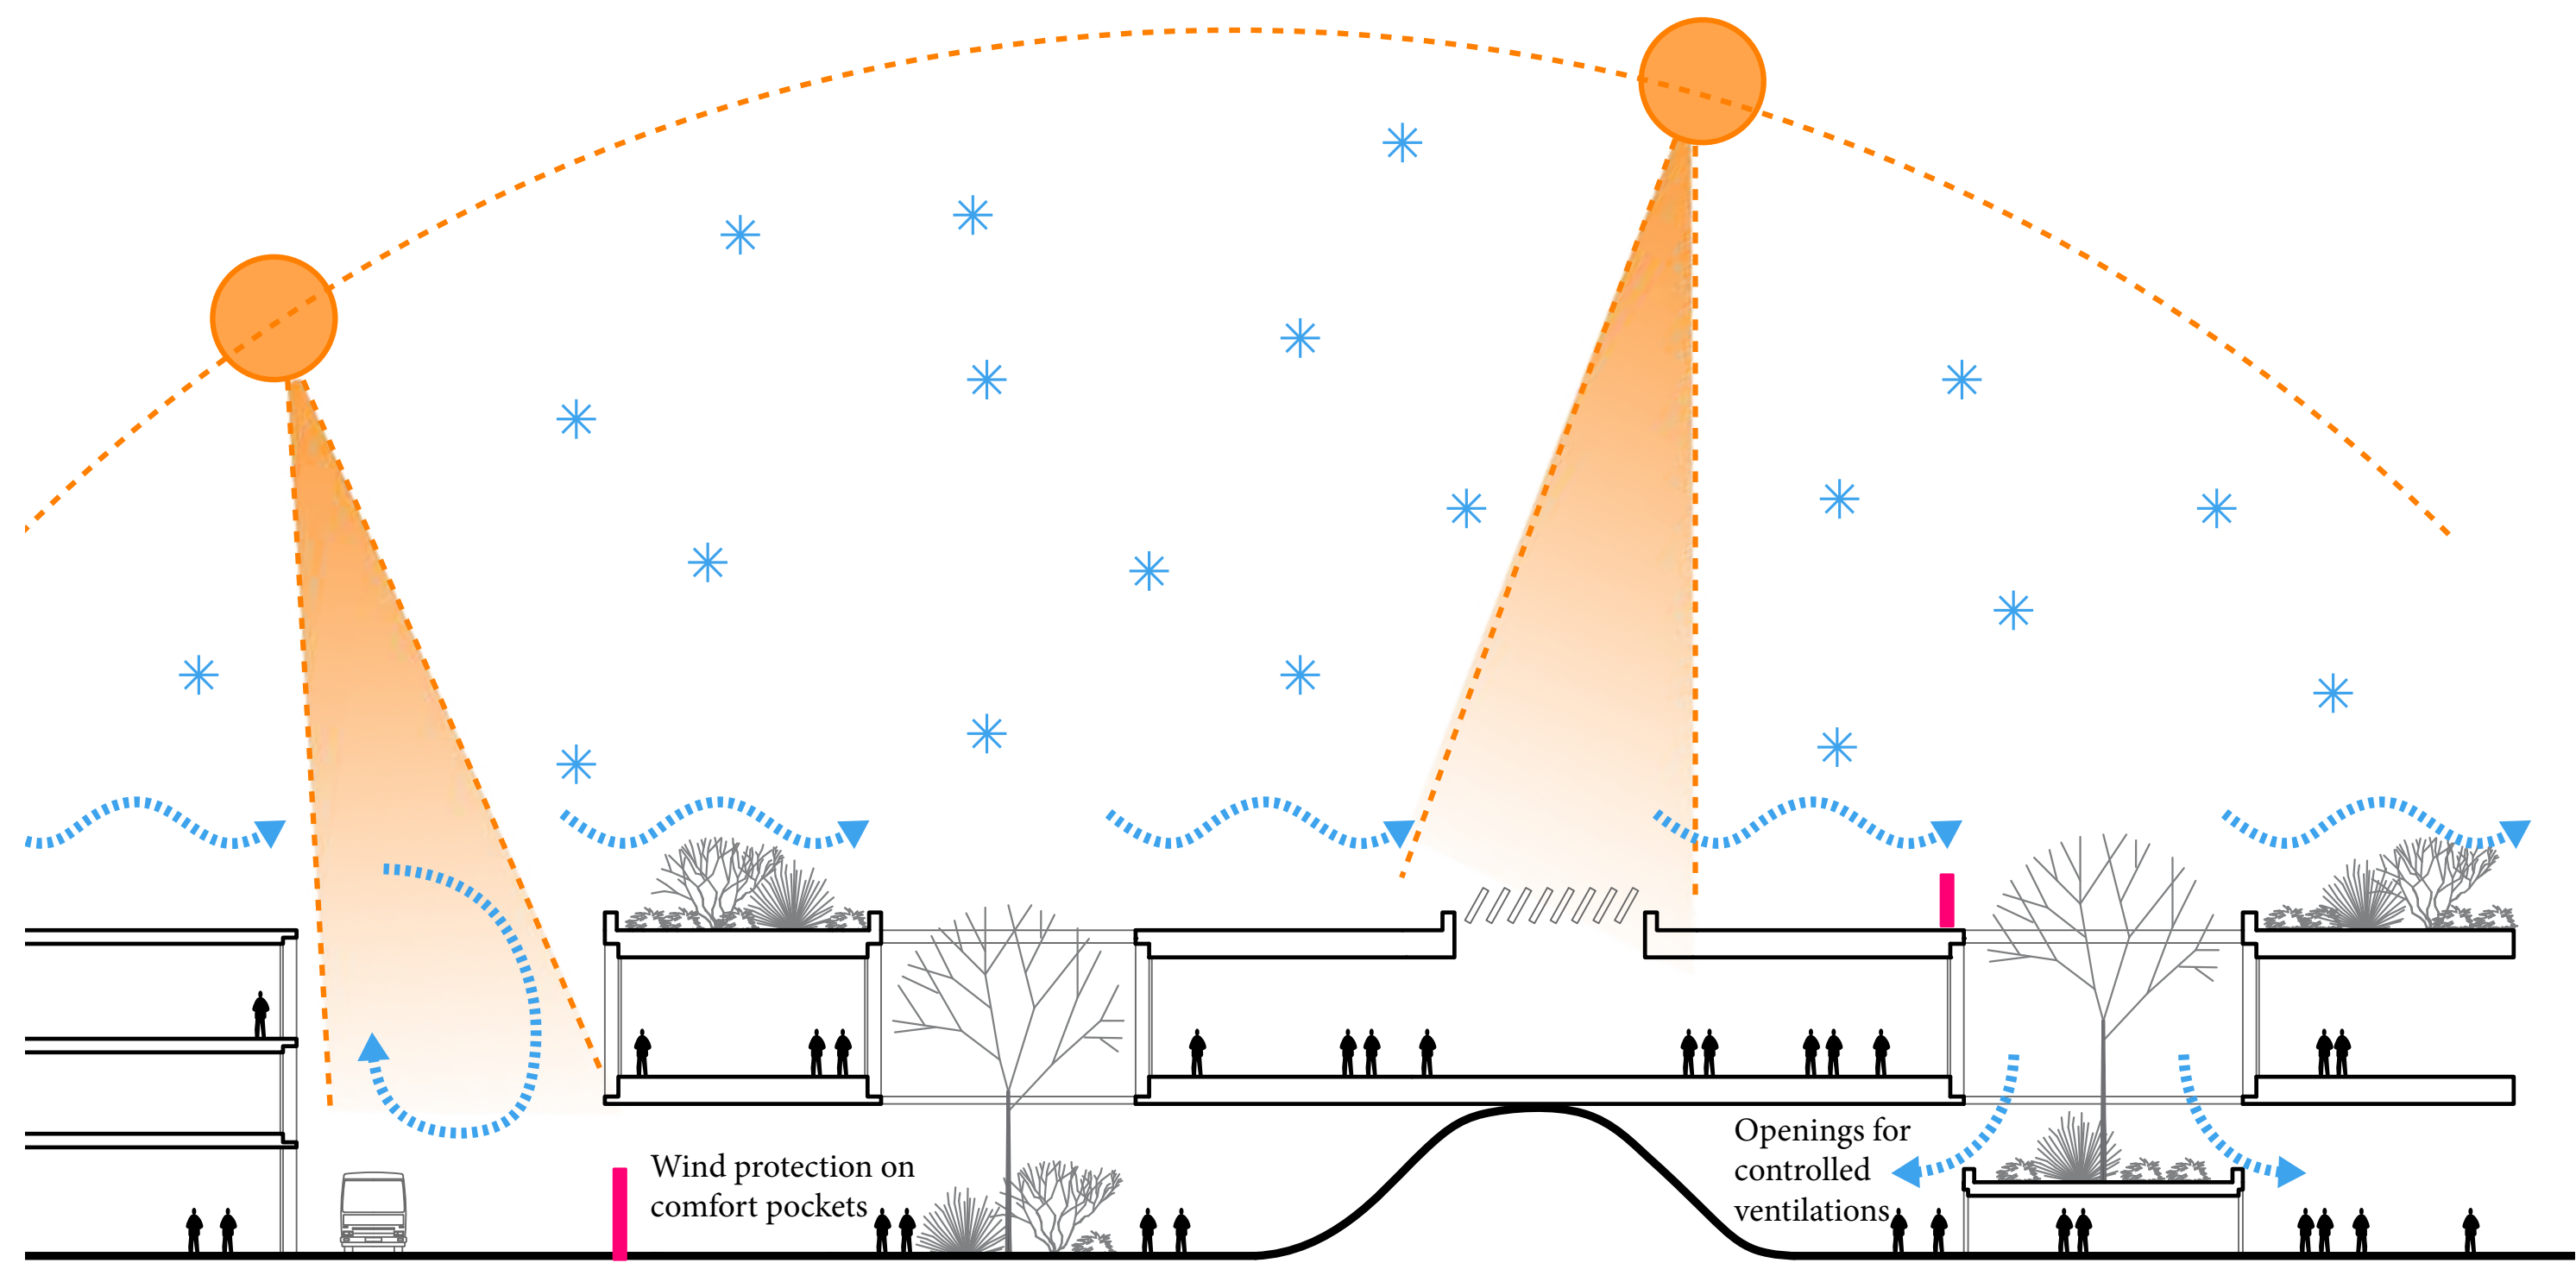 Wind protection on
comfort pockets
Openings for
controlled
ventilations